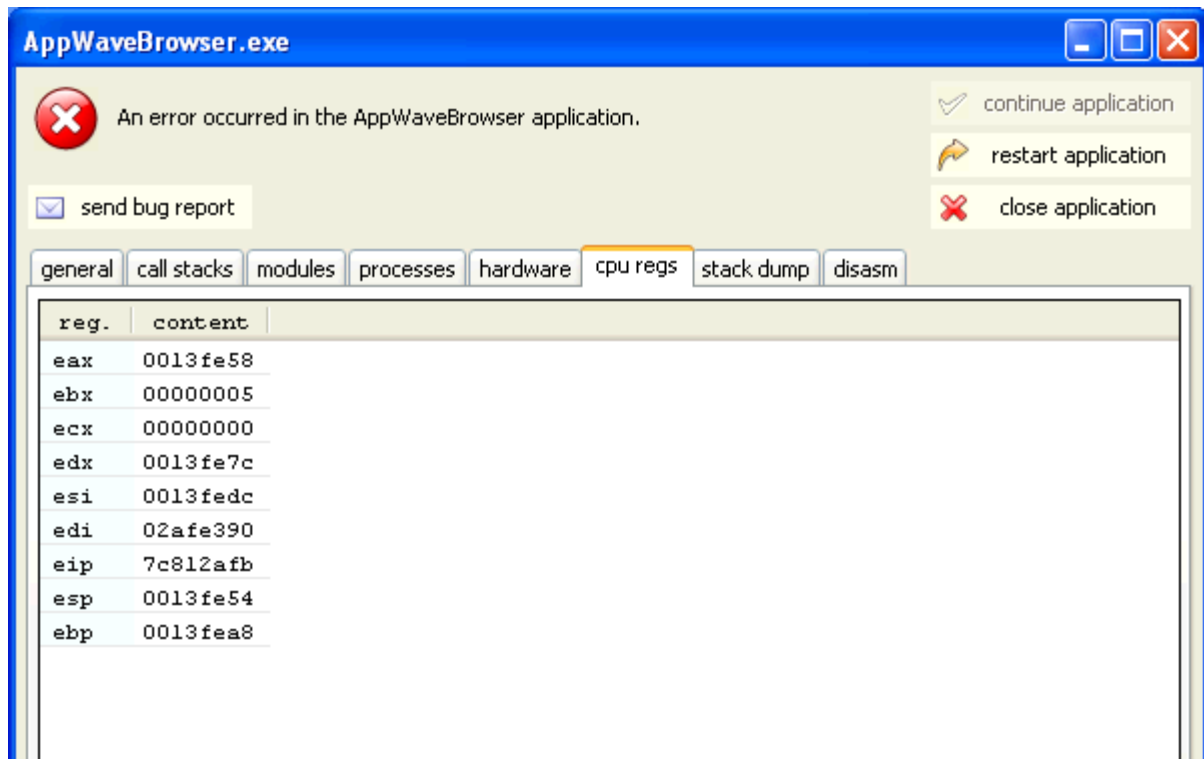 AppWaveBrowser.exe
An error occurred in the AppWaveBrowser application.
continue application
restart application
send bug report
close application
general call stacks modules processes hardware cpu regs stack dump disasm
reg. content
eax 0013fe58
ebx 00000005
ecx 00000000
edx 0013fe7c
esi 0013fedc
edi 02afe390
eip 7c812afb
esp 0013fe54
ebp 0013fea8